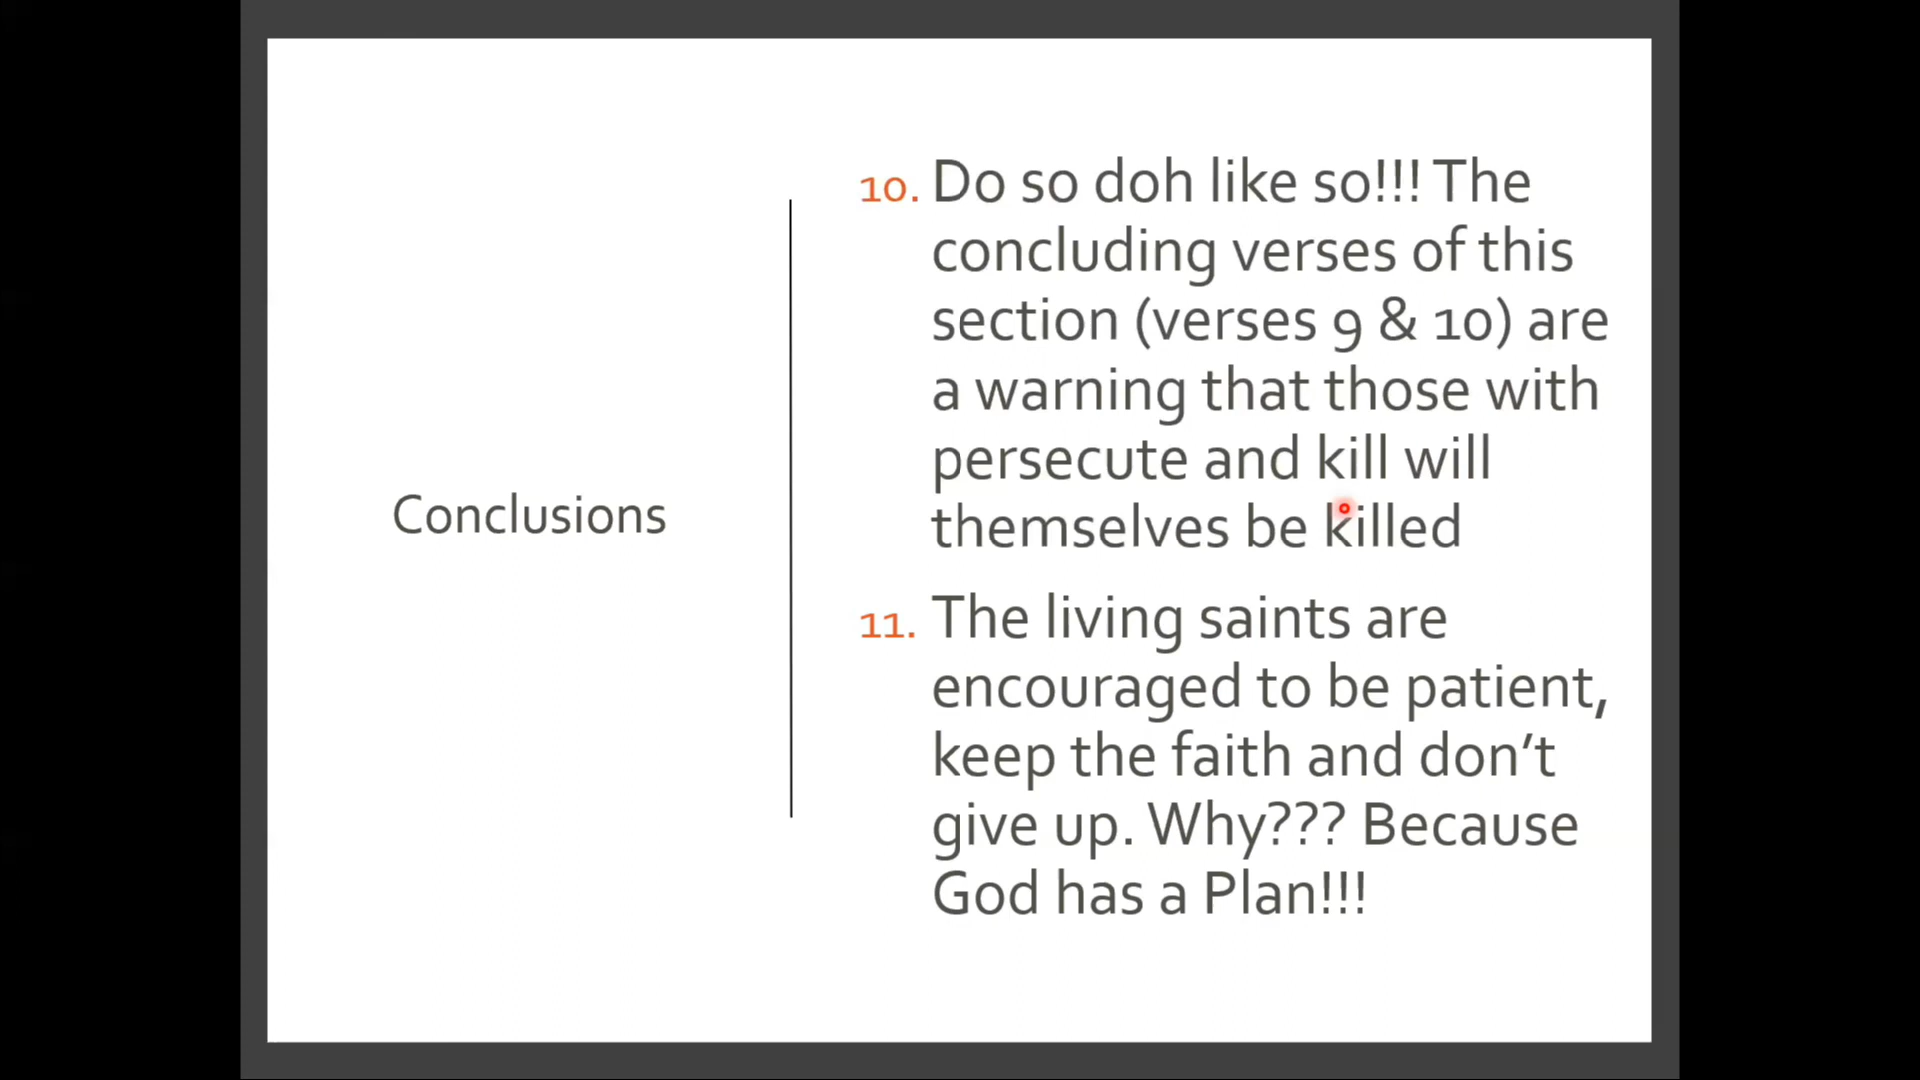 Conclusions
10. Do so doh like so!!! The
concluding verses of this
section (verses 9 & 10) are
a warning that those with
persecute and kill will
themselves be killed
11. The living saints are
encouraged to be patient,
keep the faith and don’t
give up. Why??? Because
God has a Plan!!!